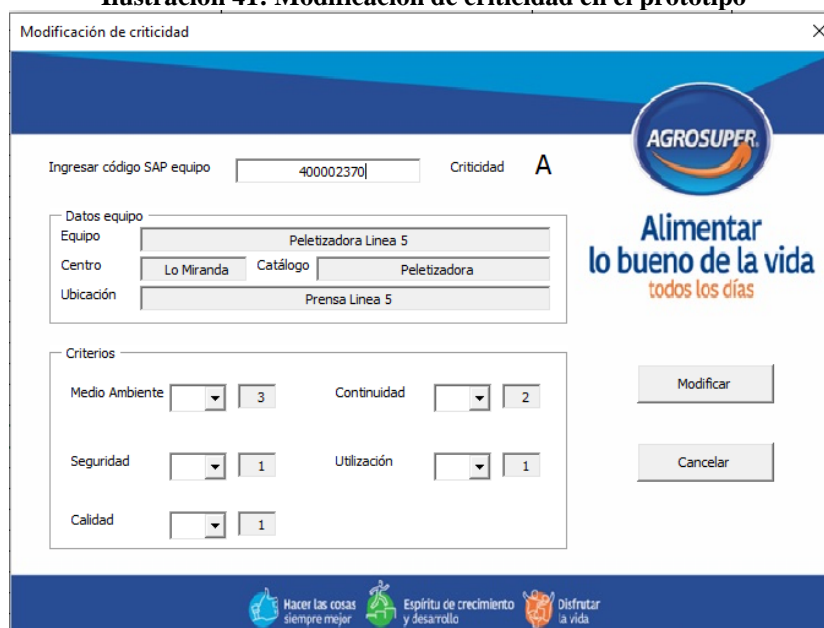 Ilustración 41: Modificación de criticidad en el prototipo
Modificación de criticidad
AGROSUPER
Ingresar código SAP equipo 400002370 Criticidad A
Alimentar
lo bueno de la vida
todos los días
Datos equipo
Equipo Peletizadora Linea 5
Centro Lo Miranda Catálogo Peletizadora
Ubicación Prensa Linea 5
Criterios
Medio Ambiente 3 Continuidad 2
Modificar
Seguridad 1 Utilización 1
Cancelar
Calidad 1
Hacer las cosas
siempre mejor
Espíritu de crecimiento
y desarrollo
Disfrutar
la vida